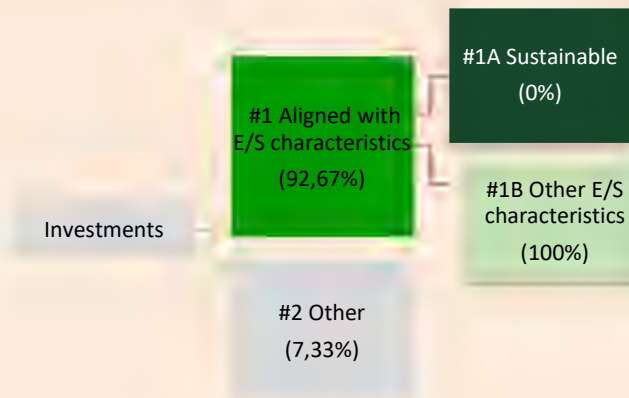 Investments
#1 Aligned with
E/S characteristics
(92,67%)
#2 Other
(7,33%)
#1A Sustainable
(0%)
#1B Other E/S
characteristics
(100%)